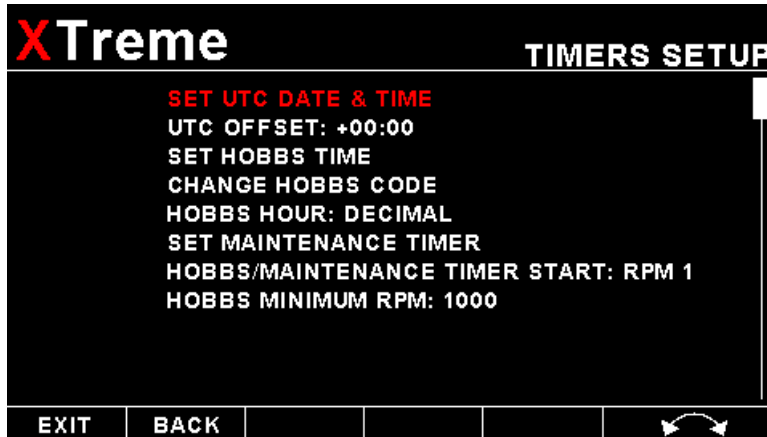 XTreme
TIMERS SETUP
SET UTC DATE & TIME
UTC OFFSET: +00:00
SET HOBBS TIME
CHANGE HOBBS CODE
HOBBS HOUR: DECIMAL
SET MAINTENANCE TIMER
HOBBS/MAINTENANCE TIMER START: RPM 1
HOBBS MINIMUM RPM: 1000
EXIT BACK